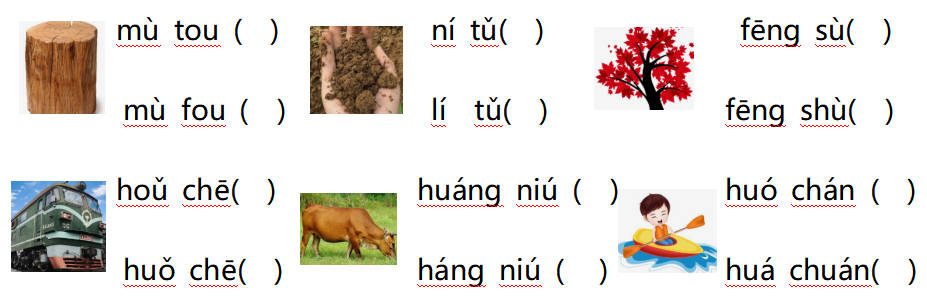 mù tou ( ) ní tǔ( ) fēng sù( )
mù fou ( ) lí tǔ( ) fēng shù( )
hoǔ chē( ) huáng niú ( ) huó chán ( )
huǒ chē( ) háng niú ( ) huá chuán( )